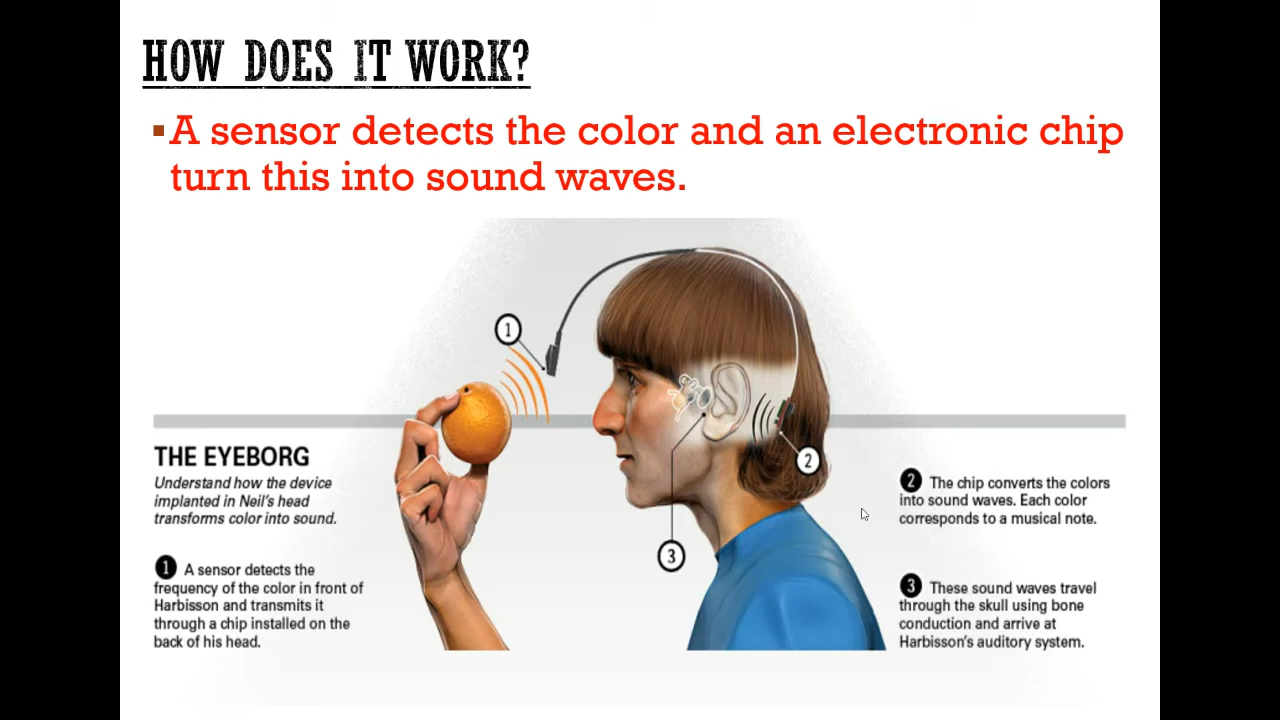 HOW DOES IT WORK?
▪A sensor detects the color and an electronic chip
turn this into sound waves.
1
2
3
THE EYEBORG
Understand how the device
implanted in Neil's head
transforms color into sound.
1 A sensor detects the
frequency of the color in front of
Harbisson and transmits it
through a chip installed on the
back of his head.
2 The chip converts the colors
into sound waves. Each color
corresponds to a musical note.
3 These sound waves travel
through the skull using bone
conduction and arrive at
Harbisson's auditory system.